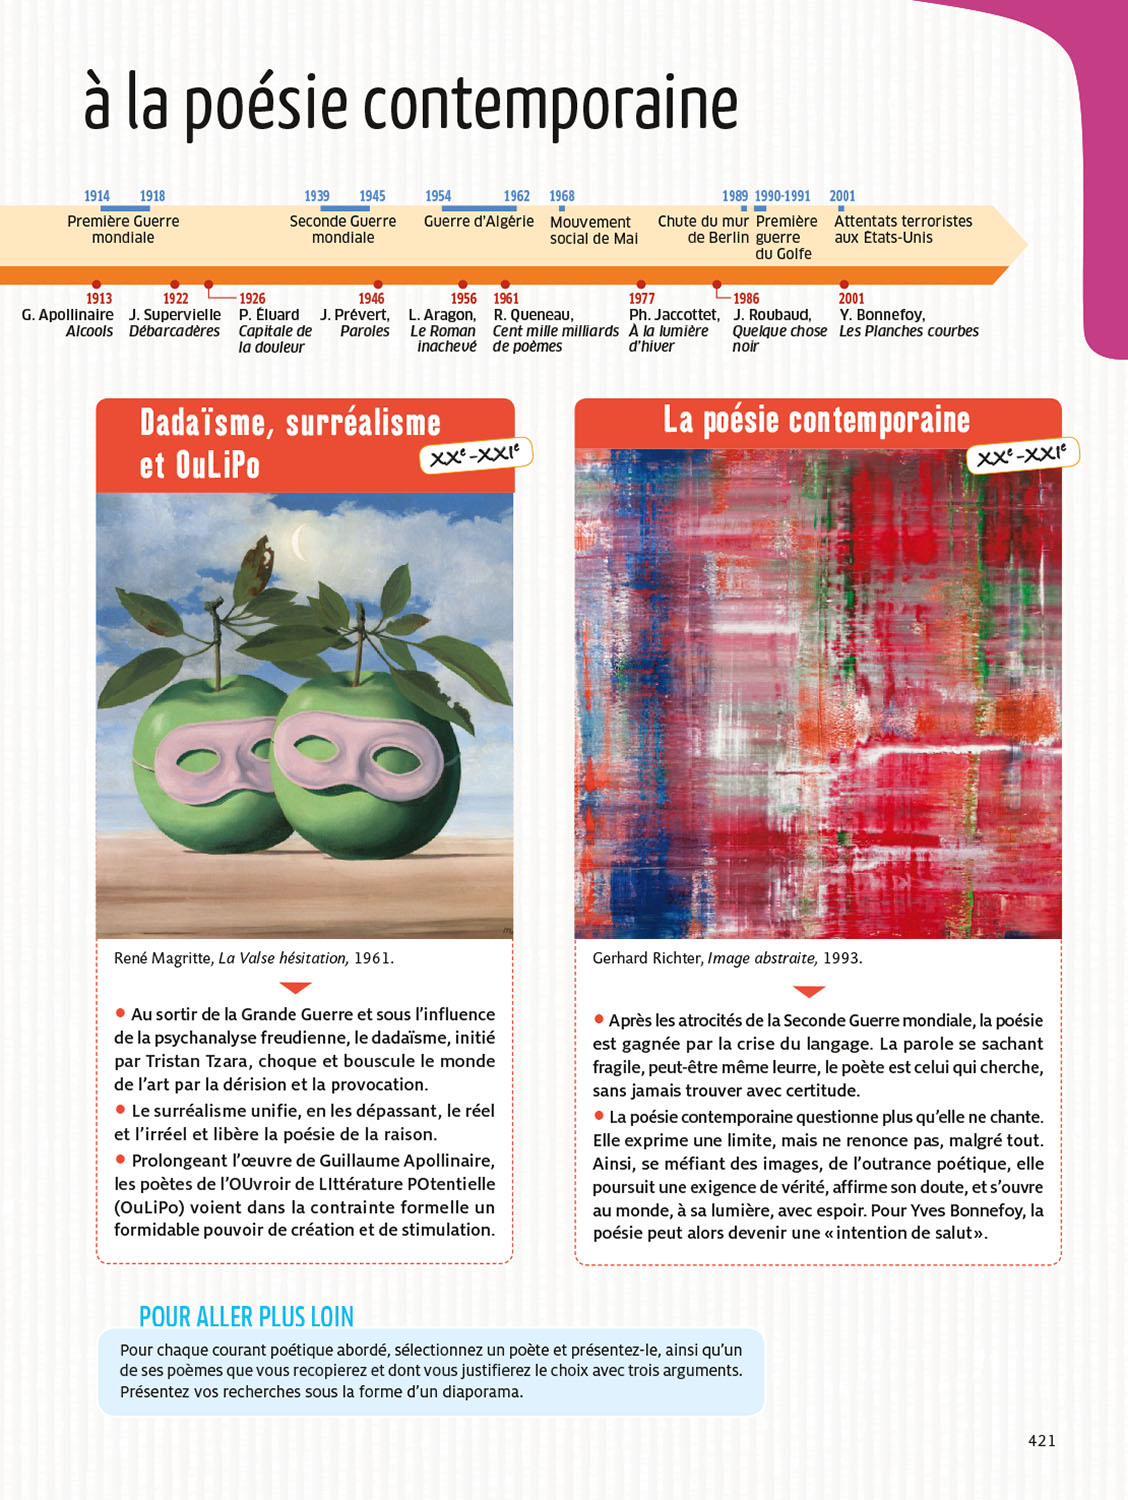 à la poésie contemporaine
1914 1918 1939 1945 1954 1962 1968 1989 1990-1991 2001
Première Guerre
mondiale
Seconde Guerre
mondiale
Guerre d'Algérie
Mouvement
social de Mai
Chute du mur
de Berlin
Première
guerre
du Golfe
Attentats terroristes
aux États-Unis
1913
G. Apollinaire
Alcools
1922
J. Supervielle
Débarcadères
1926
P. Éluard
Capitale de
la douleur
1946
J. Prévert,
Paroles
1956
L. Aragon,
Le Roman
inachevé
1961
R. Queneau,
Cent mille milliards
de poèmes
1977
Ph. Jaccottet,
À la lumière
d'hiver
1986
J. Roubaud,
Quelque chose
noir
2001
Y. Bonnefoy,
Les Planches courbes
Dadaïsme, surréalisme
et OuLiPo
XXe-XXIe
René Magritte, La Valse hésitation, 1961.
• Au sortir de la Grande Guerre et sous l'influence
de la psychanalyse freudienne, le dadaïsme, initié
par Tristan Tzara, choque et bouscule le monde
de l'art par la dérision et la provocation.
• Le surréalisme unifie, en les dépassant, le réel
et l'irréel et libère la poésie de la raison.
• Prolongeant l'œuvre de Guillaume Apollinaire,
les poètes de l'OUvroir de LIttérature POtentielle
(OuLiPo) voient dans la contrainte formelle un
formidable pouvoir de création et de stimulation.
La poésie contemporaine
XXe-XXIe
Gerhard Richter, Image abstraite, 1993.
• Après les atrocités de la Seconde Guerre mondiale, la poésie
est gagnée par la crise du langage. La parole se sachant
fragile, peut-être même leurre, le poète est celui qui cherche,
sans jamais trouver avec certitude.
• La poésie contemporaine questionne plus qu'elle ne chante.
Elle exprime une limite, mais ne renonce pas, malgré tout.
Ainsi, se méfiant des images, de l'outrance poétique, elle
poursuit une exigence de vérité, affirme son doute, et s'ouvre
au monde, à sa lumière, avec espoir. Pour Yves Bonnefoy, la
poésie peut alors devenir une « intention de salut ».
POUR ALLER PLUS LOIN
Pour chaque courant poétique abordé, sélectionnez un poète et présentez-le, ainsi qu'un
de ses poèmes que vous recopierez et dont vous justifierez le choix avec trois arguments.
Présentez vos recherches sous la forme d'un diaporama.
421